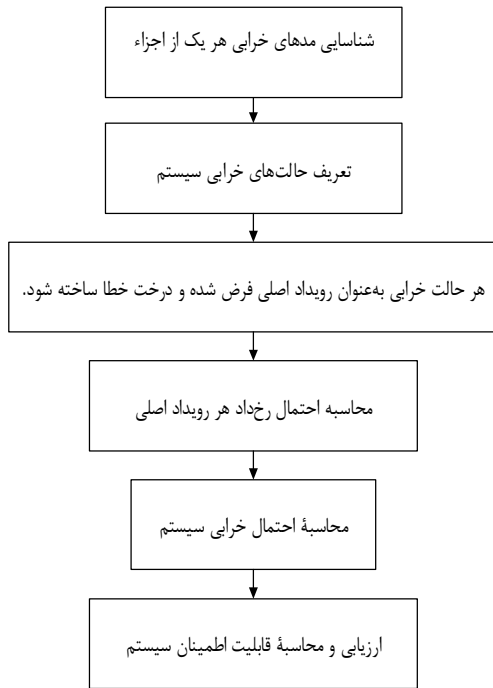 شناسایی مدهای خرابی هر یک از اجزاء
تعریف حالت‌های خرابی سیستم
هر حالت خرابی به‌عنوان رویداد اصلی فرض شده و درخت خطا ساخته شود.
محاسبه احتمال رخ‌داد هر رویداد اصلی
محاسبهٔ احتمال خرابی سیستم
ارزیابی و محاسبهٔ قابلیت اطمینان سیستم